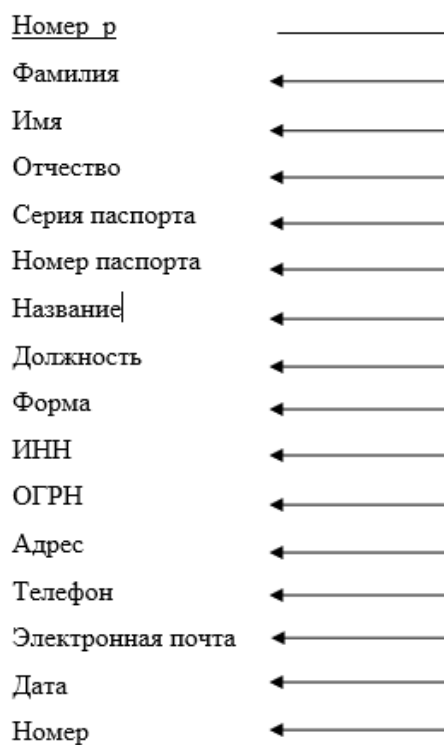 Номер_р
Фамилия
Имя
Отчество
Серия паспорта
Номер паспорта
Название
Должность
Форма
ИНН
ОГРН
Адрес
Телефон
Электронная почта
Дата
Номер